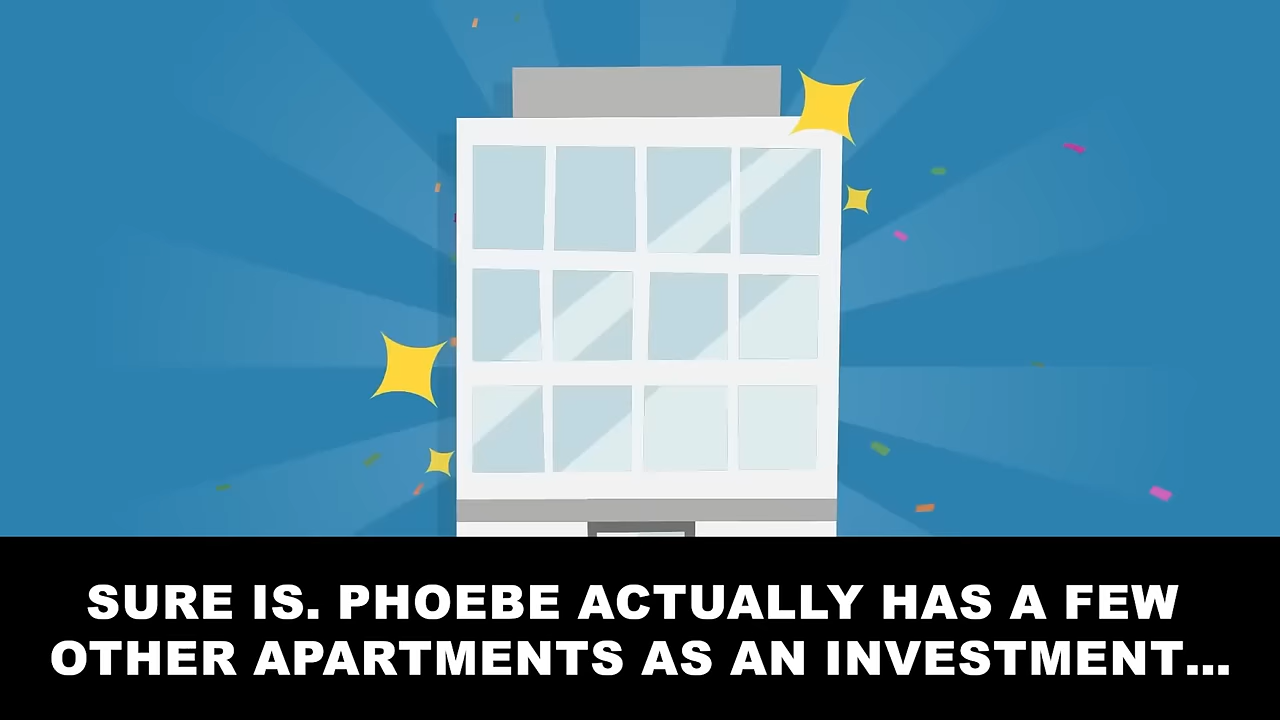 SURE IS. PHOEBE ACTUALLY HAS A FEW
OTHER APARTMENTS AS AN INVESTMENT...